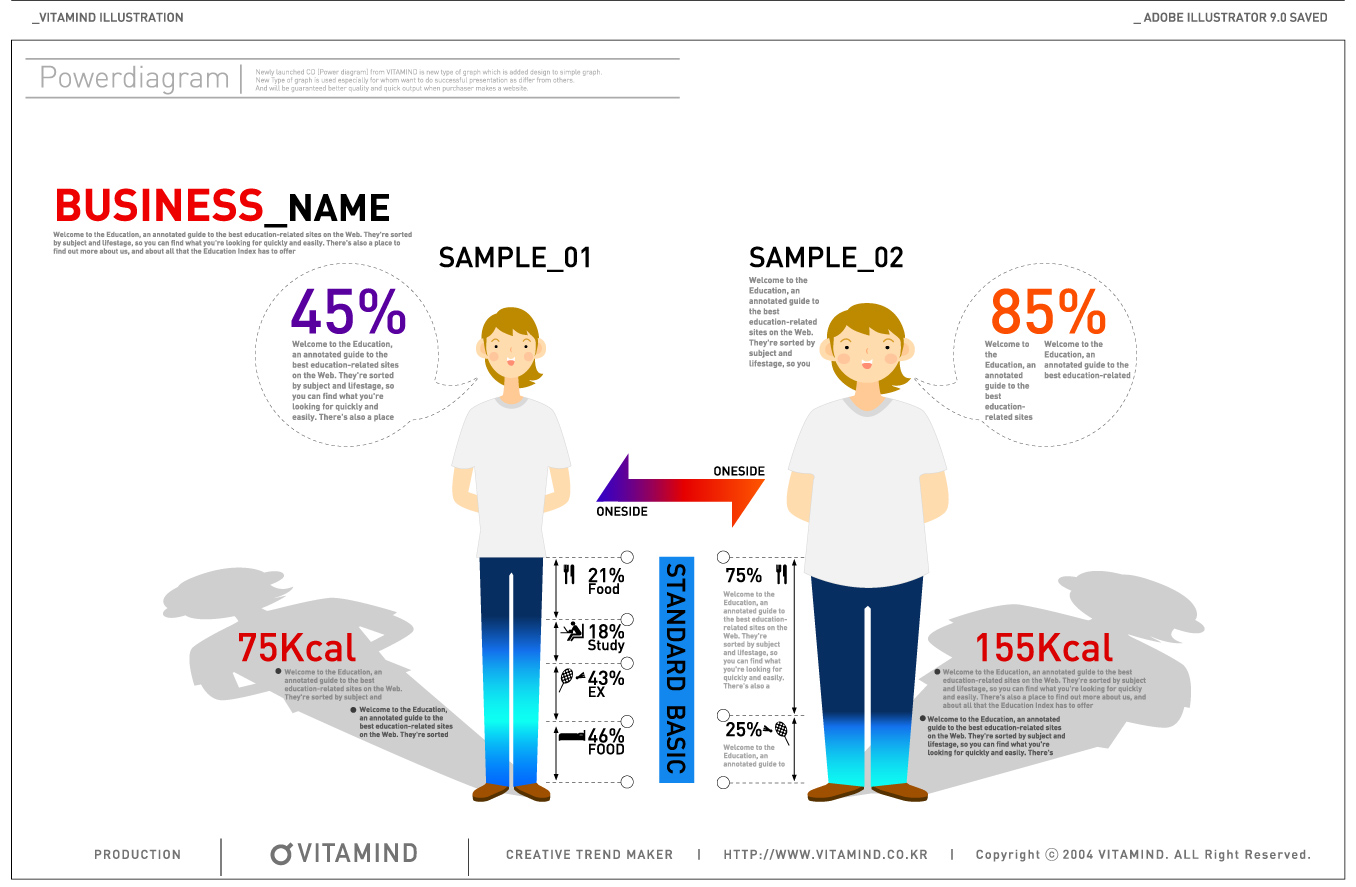 _VITAMIND ILLUSTRATION
_ ADOBE ILLUSTRATOR 9.0 SAVED
Powerdiagram
Newly launched CD (Power diagram) from VITAMIND is new type of graph which is added design to simple graph.
New Type of graph is used especially for whom want to do successful presentation as differ from others.
And will be guaranteed better quality and quick output when purchaser makes a website.
BUSINESS_NAME
Welcome to the Education, an annotated guide to the best education-related sites on the Web. They're sorted
by subject and lifestage, so you can find what you're looking for quickly and easily. There's also a place to
find out more about us, and about all that the Education Index has to offer
SAMPLE_01
45%
Welcome to the Education,
an annotated guide to the
best education-related sites
on the Web. They're sorted
by subject and lifestage, so
you can find what you're
looking for quickly and
easily. There's also a place
SAMPLE_02
Welcome to the
Education, an
annotated guide to
the best
education-related
sites on the Web.
They're sorted by
subject and
lifestage, so you
85%
Welcome to
the
Education, an
annotated
guide to the
best
education-
related sites
Welcome to the
Education, an
annotated guide to the
best education-related
ONESIDE
ONESIDE
75Kcal
Welcome to the Education, an
annotated guide to the best
education-related sites on the Web.
They're sorted by subject and
Welcome to the Education,
an annotated guide to the
best education-related sites
on the Web. They're sorted
21%
Food
18%
Study
43%
EX
46%
FOOD
STANDARD BASIC
75%
Welcome to the
Education, an
annotated guide to
the best education-
related sites on the
Web. They're
sorted by subject
and lifestage, so
you can find what
you're looking for
quickly and easily.
There's also a
25%
Welcome to the
Education, an
annotated guide to
155Kcal
Welcome to the Education, an annotated guide to the best
education-related sites on the Web. They're sorted by subject
and lifestage, so you can find what you're looking for quickly
and easily. There's also a place to find out more about us, and
about all that the Education Index has to offer
Welcome to the Education, an annotated
guide to the best education-related sites
on the Web. They're sorted by subject and
lifestage, so you can find what you're
looking for quickly and easily. There's
PRODUCTION
VITAMIND
CREATIVE TREND MAKER
HTTP://WWW.VITAMIND.CO.KR
Copyright ⓒ 2004 VITAMIND. ALL Right Reserved.